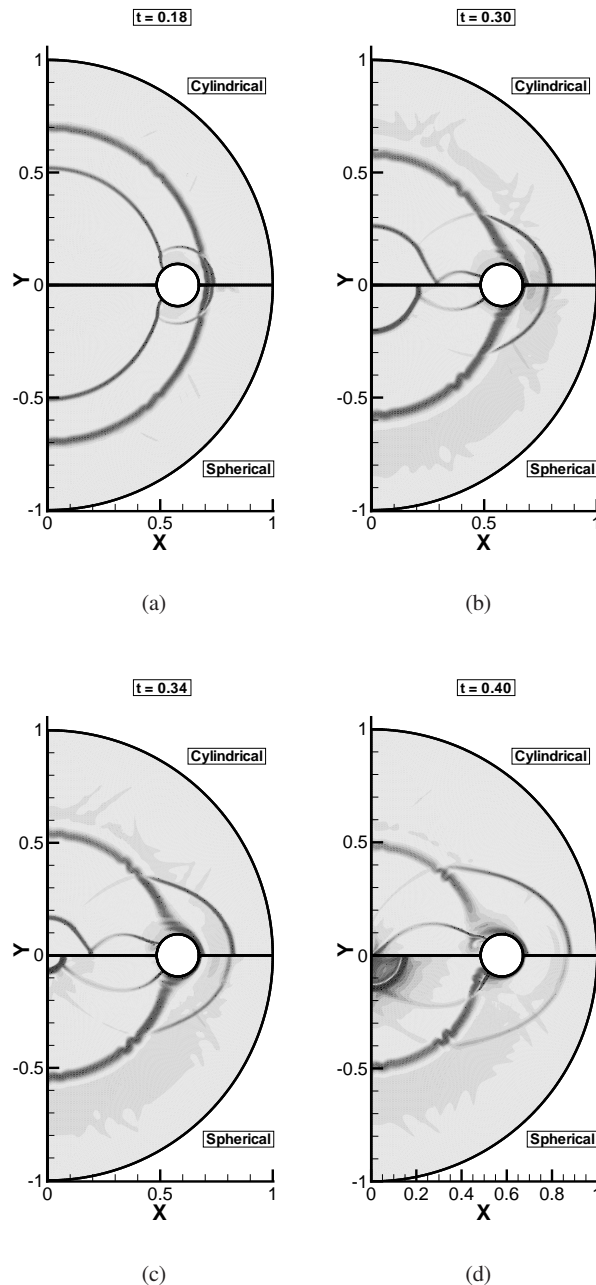 t = 0.18
Cylindrical
Spherical
Y
X
1
0.5
0
-0.5
-1
0
0.5
1
(a)
t = 0.30
Cylindrical
Spherical
Y
X
1
0.5
0
-0.5
-1
0
0.5
1
(b)
t = 0.34
Cylindrical
Spherical
Y
X
1
0.5
0
-0.5
-1
0
0.5
1
(c)
t = 0.40
Cylindrical
Spherical
Y
X
1
0.5
0
-0.5
-1
0
0.2
0.4
0.6
0.8
1
(d)